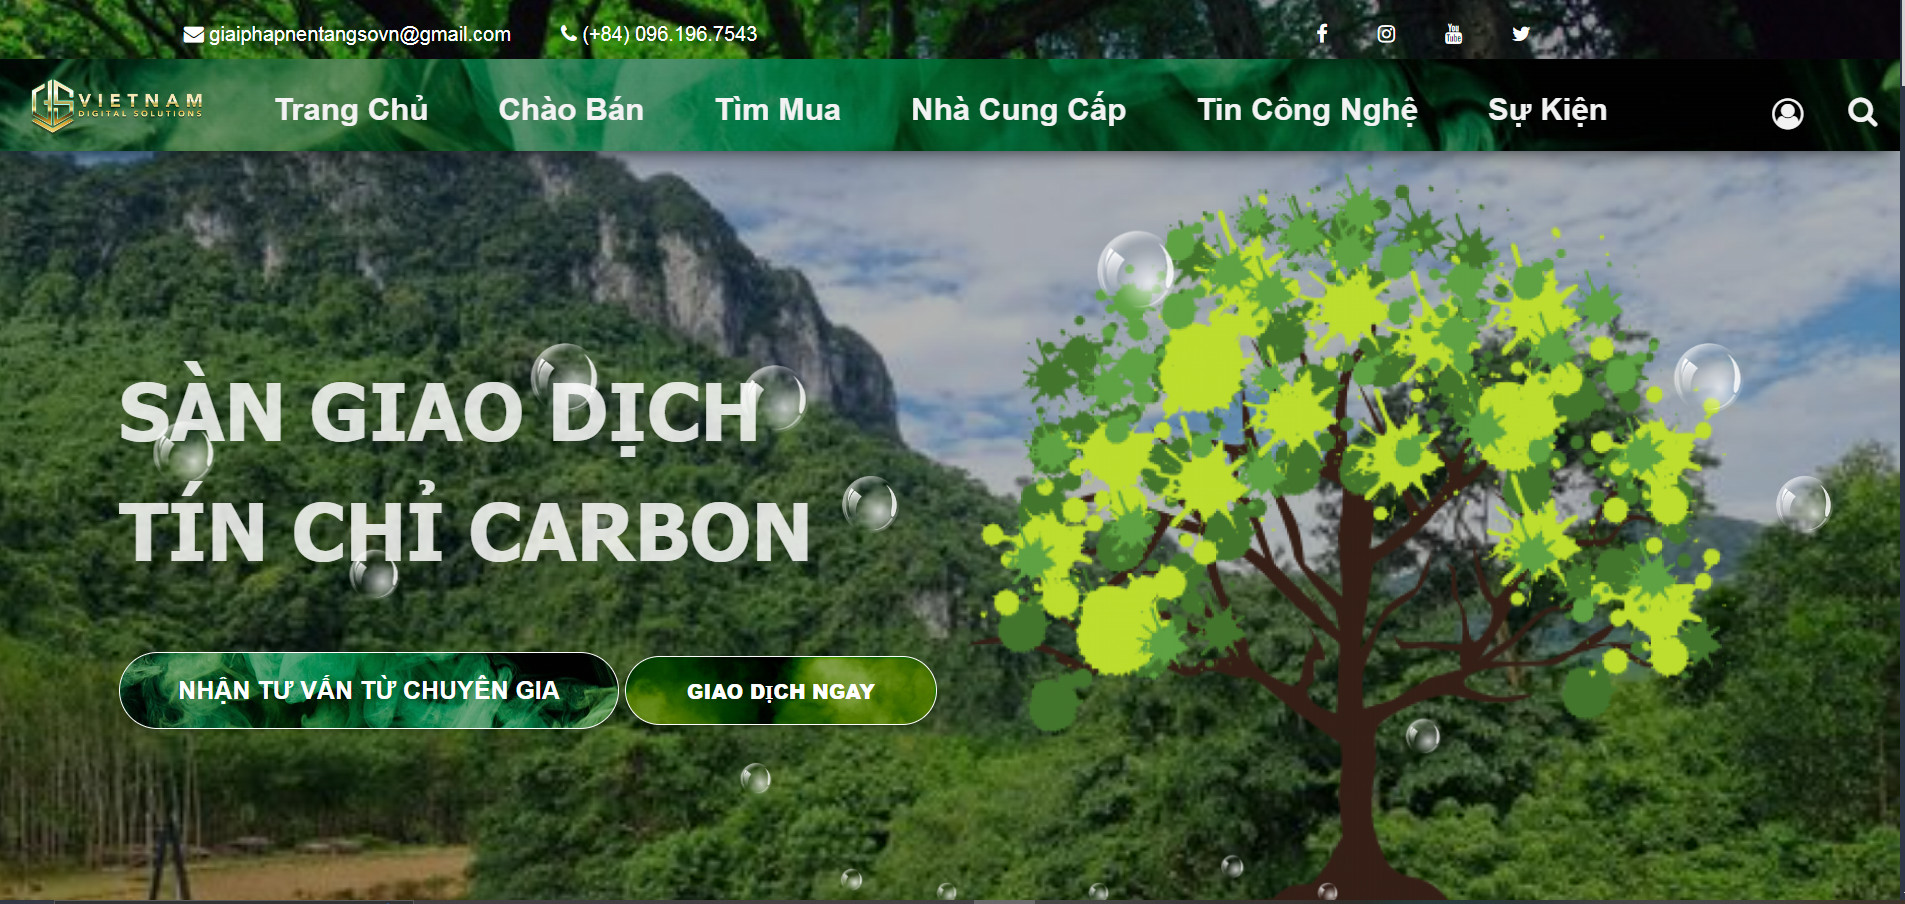 giaiphapnentangsovn@gmail.com (+84) 096.196.7543 You Tube
VIETNAM
DIGITAL SOLUTIONS
Trang Chủ Chào Bán Tìm Mua Nhà Cung Cấp Tin Công Nghệ Sự Kiện
SÀN GIAO DỊCH
TÍN CHỈ CARBON
NHẬN TƯ VẤN TỪ CHUYÊN GIA GIAO DỊCH NGAY